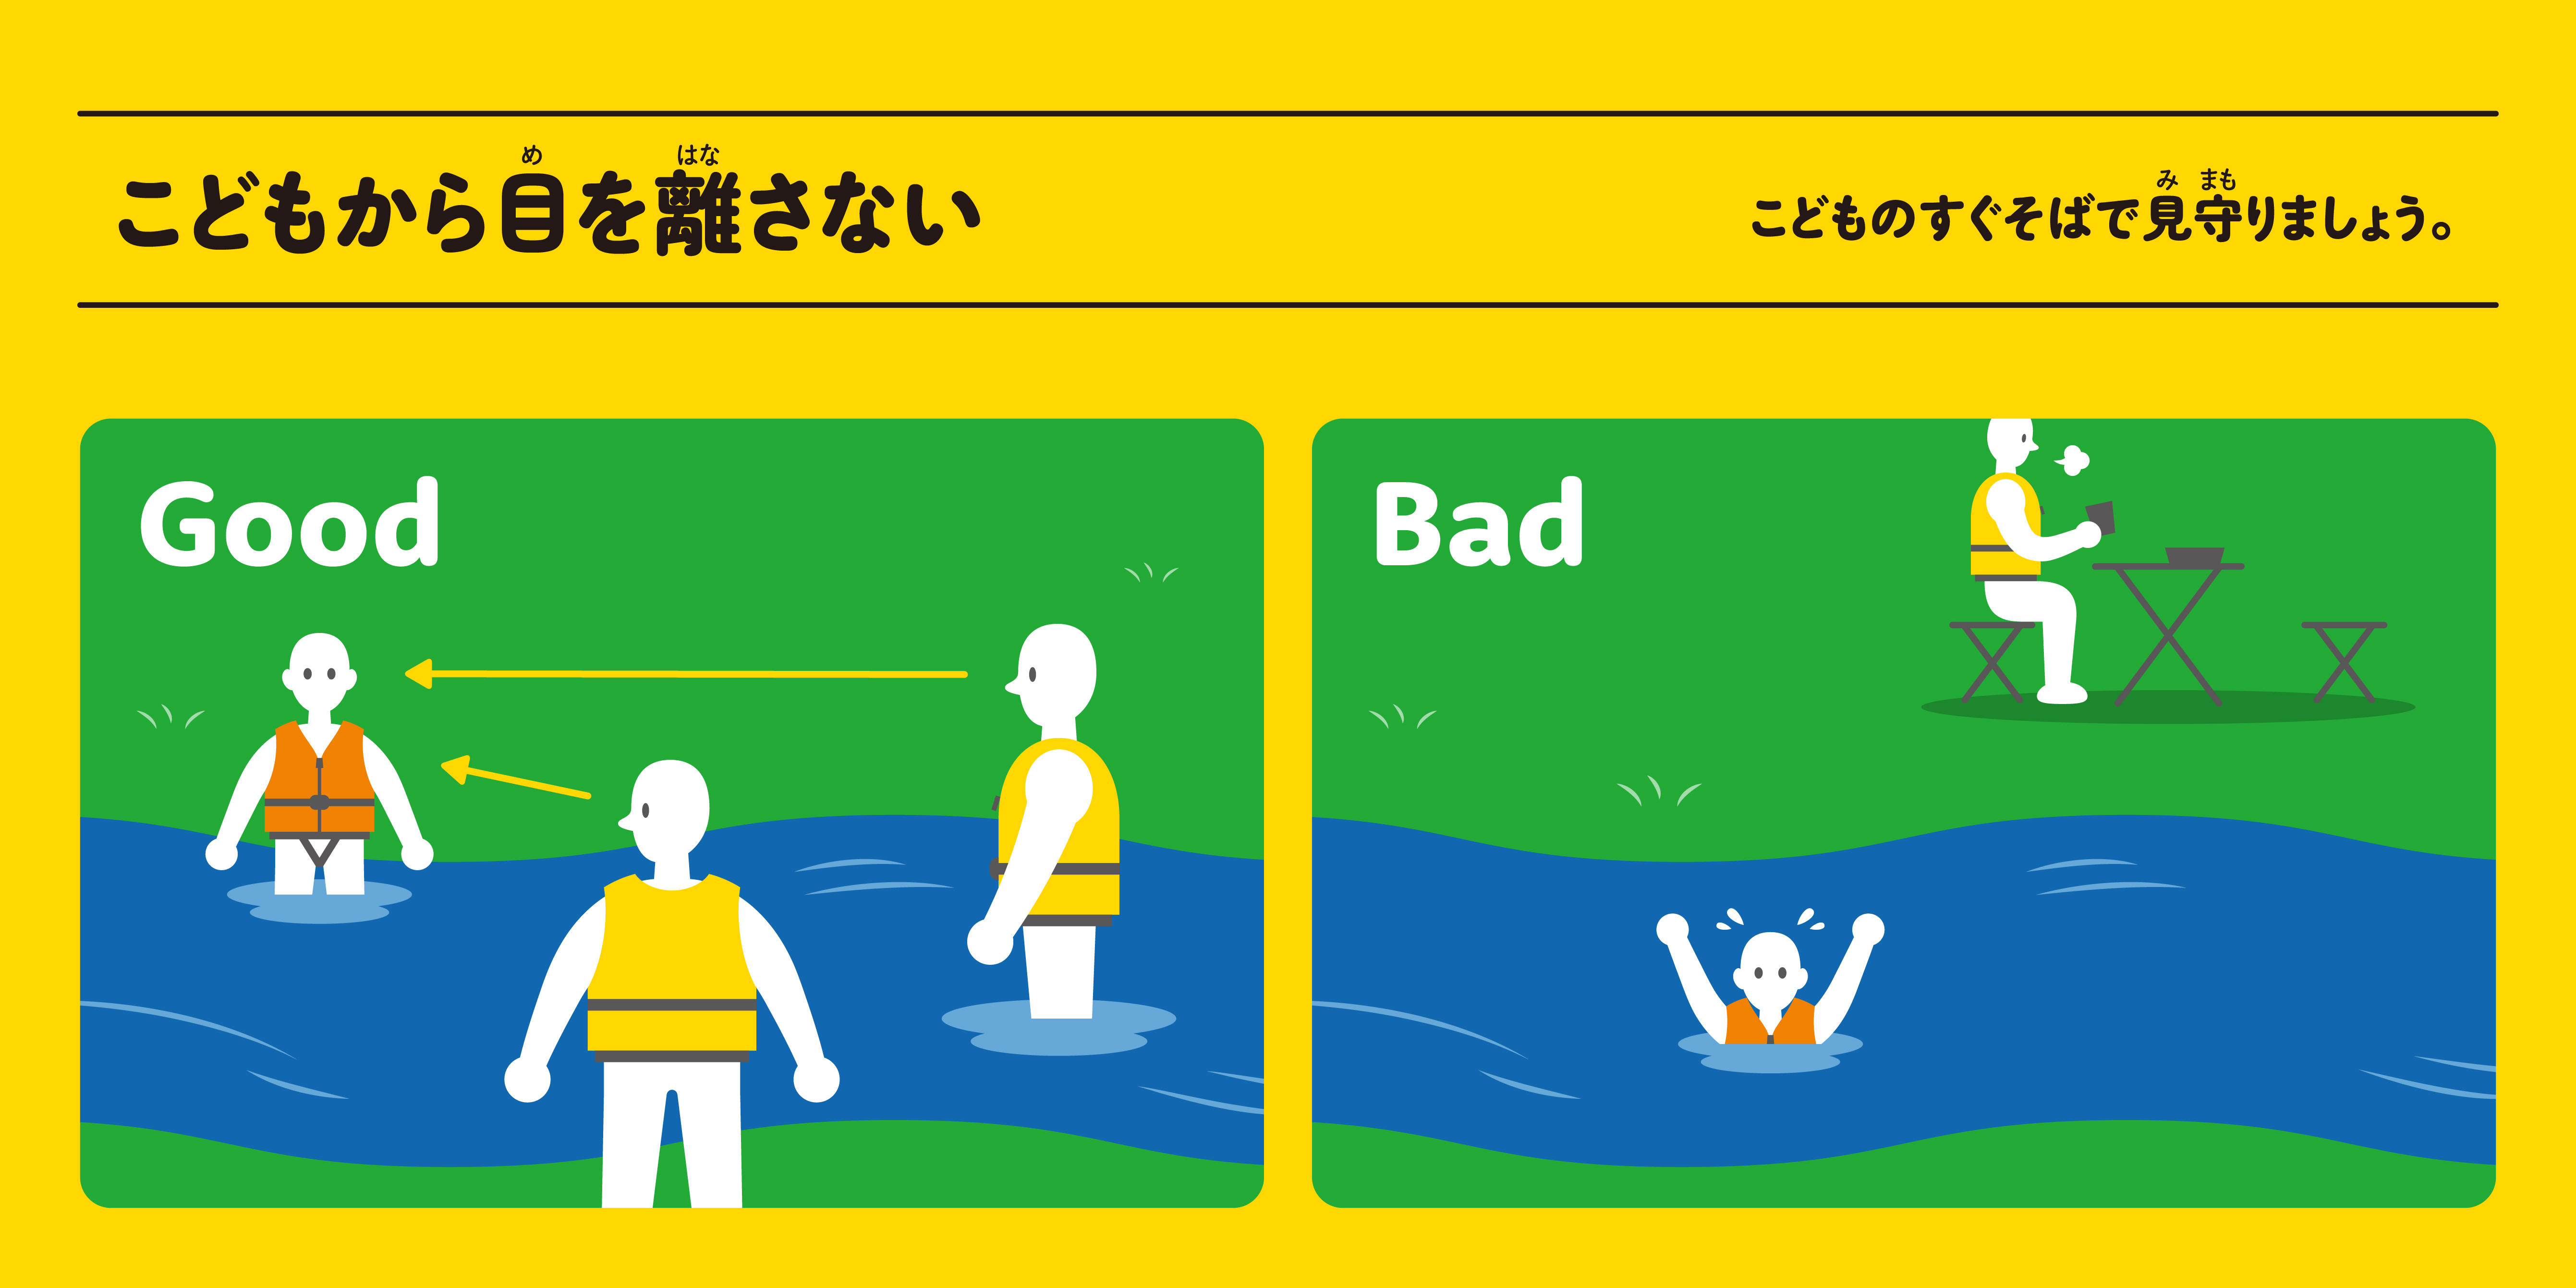 こどもから目を離さない
め
はな
こどものすぐそばで見守りましょう。
み
まも
Good
Bad